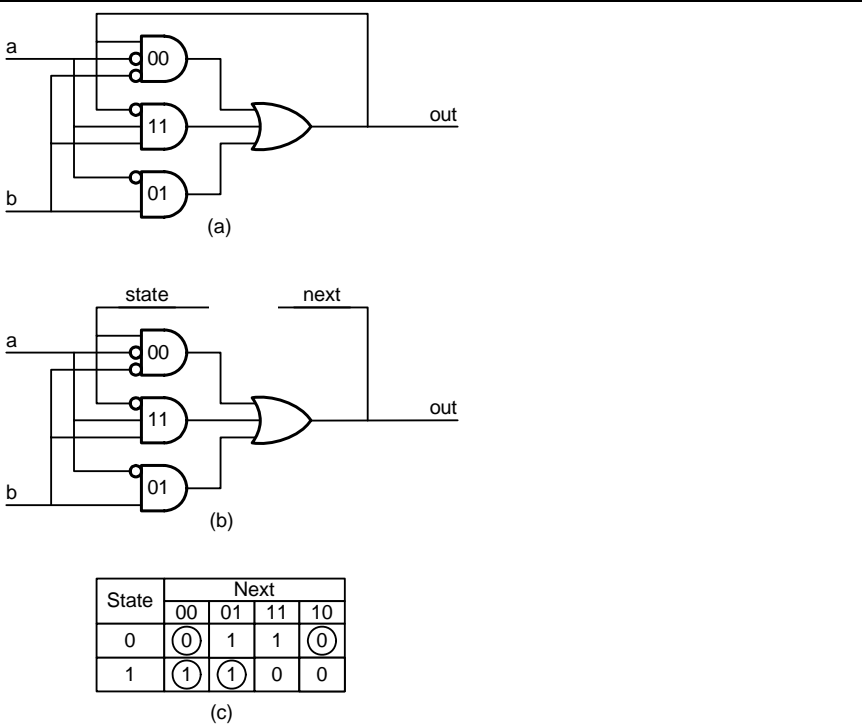 a
00
11
out
01
b
(a)
state next
a
00
11
out
01
b
(b)
State Next
00 01 11 10
0 0 1 1 0
1 1 1 0 0
(c)